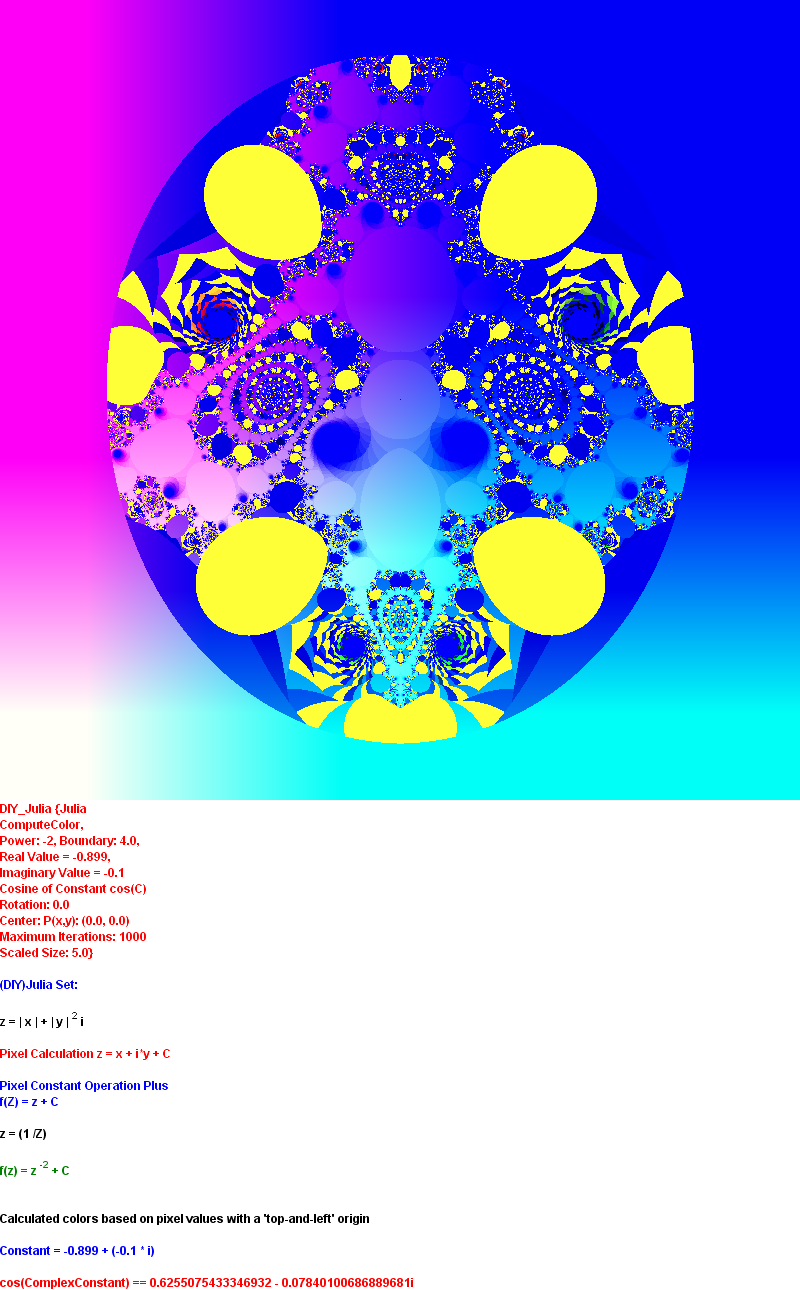 DIY_Julia {Julia
ComputeColor,
Power: -2, Boundary: 4.0,
Real Value = -0.899,
Imaginary Value = -0.1
Cosine of Constant cos(C)
Rotation: 0.0
Center: P(x,y): (0.0, 0.0)
Maximum Iterations: 1000
Scaled Size: 5.0}
(DIY)Julia Set:
z = | x | + | y | 2 i
Pixel Calculation z = x + i*y + C
Pixel Constant Operation Plus
f(Z) = z + C
z = (1 /Z)
f(z) = z -2 + C
Calculated colors based on pixel values with a 'top-and-left' origin
Constant = -0.899 + (-0.1 * i)
cos(ComplexConstant) == 0.6255075433346932 - 0.07840100686889681i